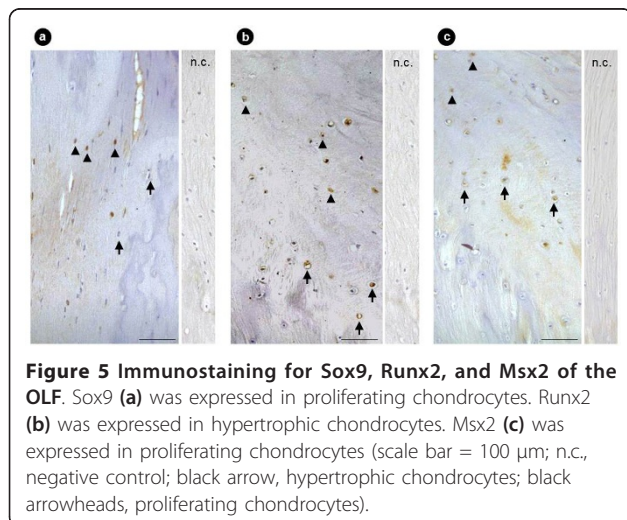 a b c
n.c. n.c. n.c.
Figure 5 Immunostaining for Sox9, Runx2, and Msx2 of the
OLF. Sox9 (a) was expressed in proliferating chondrocytes. Runx2
(b) was expressed in hypertrophic chondrocytes. Msx2 (c) was
expressed in proliferating chondrocytes (scale bar = 100 μm; n.c.,
negative control; black arrow, hypertrophic chondrocytes; black
arrowheads, proliferating chondrocytes).